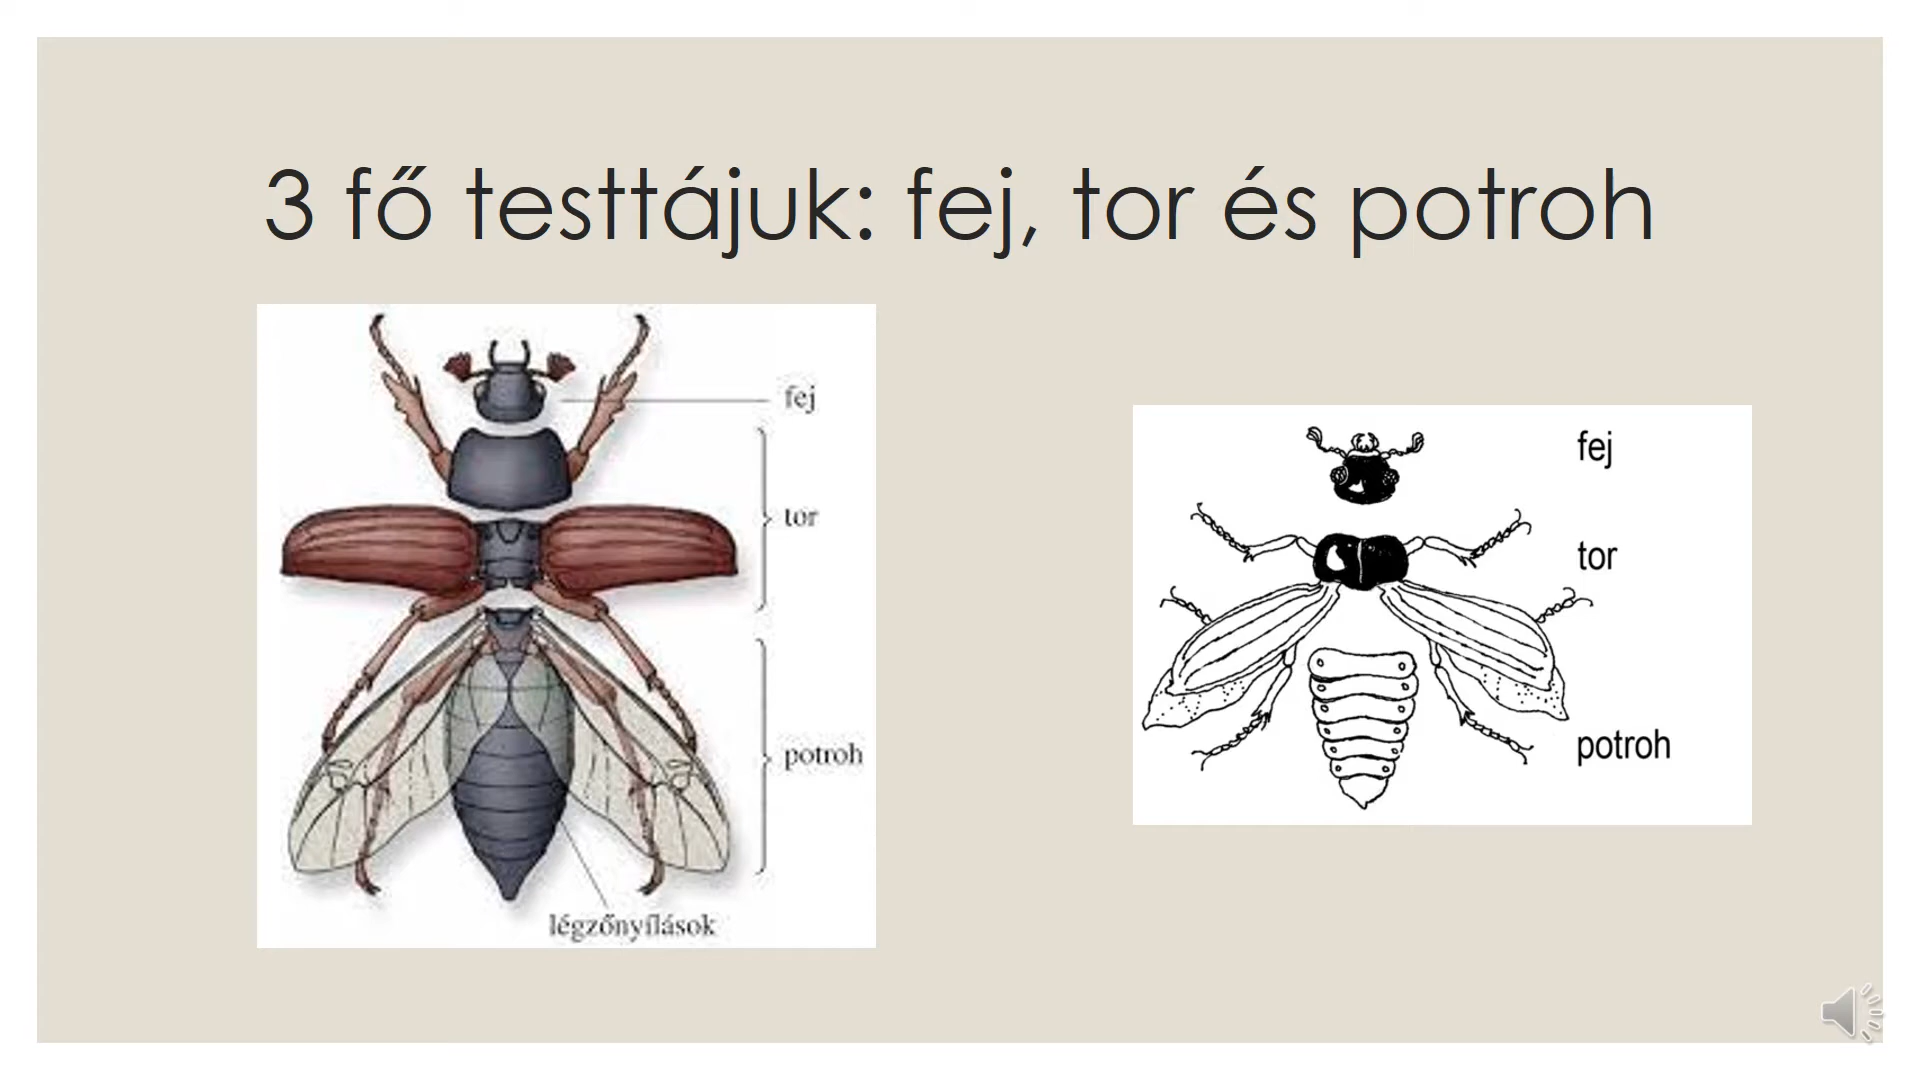 3 fő testtájuk: fej, tor és potroh
fej
tor
potroh
légzőnyílások
fej
tor
potroh